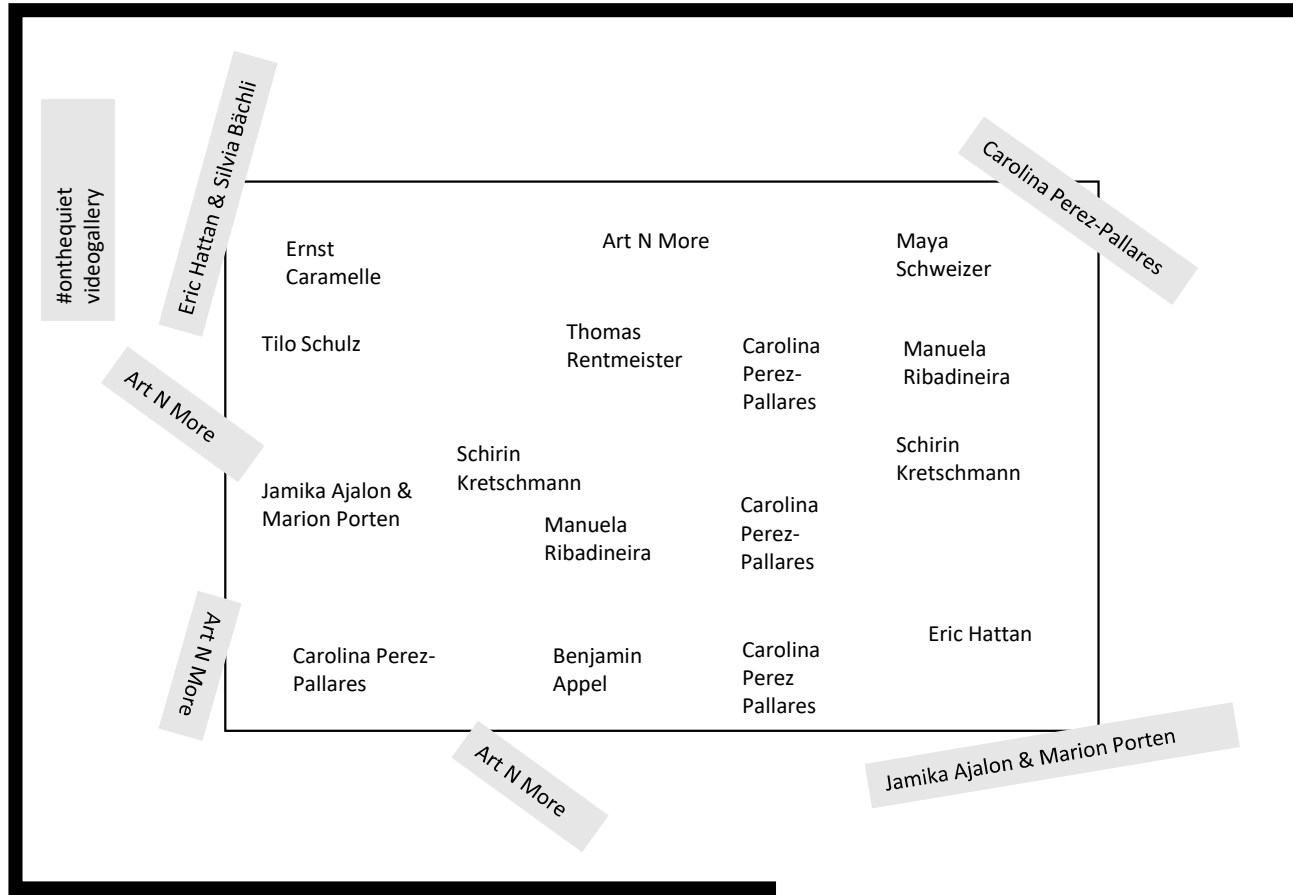 #onthequiet
videogallery
Eric Hattan & Silvia Bächli
Carolina Perez-Pallares
Ernst
Caramelle
Art N More
Maya
Schweizer
Tilo Schulz
Thomas
Rentmeister
Carolina
Perez-
Pallares
Manuela
Ribadineira
Art N More
Jamika Ajalon &
Marion Porten
Schirin
Kretschmann
Manuela
Ribadineira
Carolina
Perez-
Pallares
Schirin
Kretschmann
Art N More
Carolina Perez-
Pallares
Benjamin
Appel
Carolina
Perez
Pallares
Eric Hattan
Art N More
Jamika Ajalon & Marion Porten